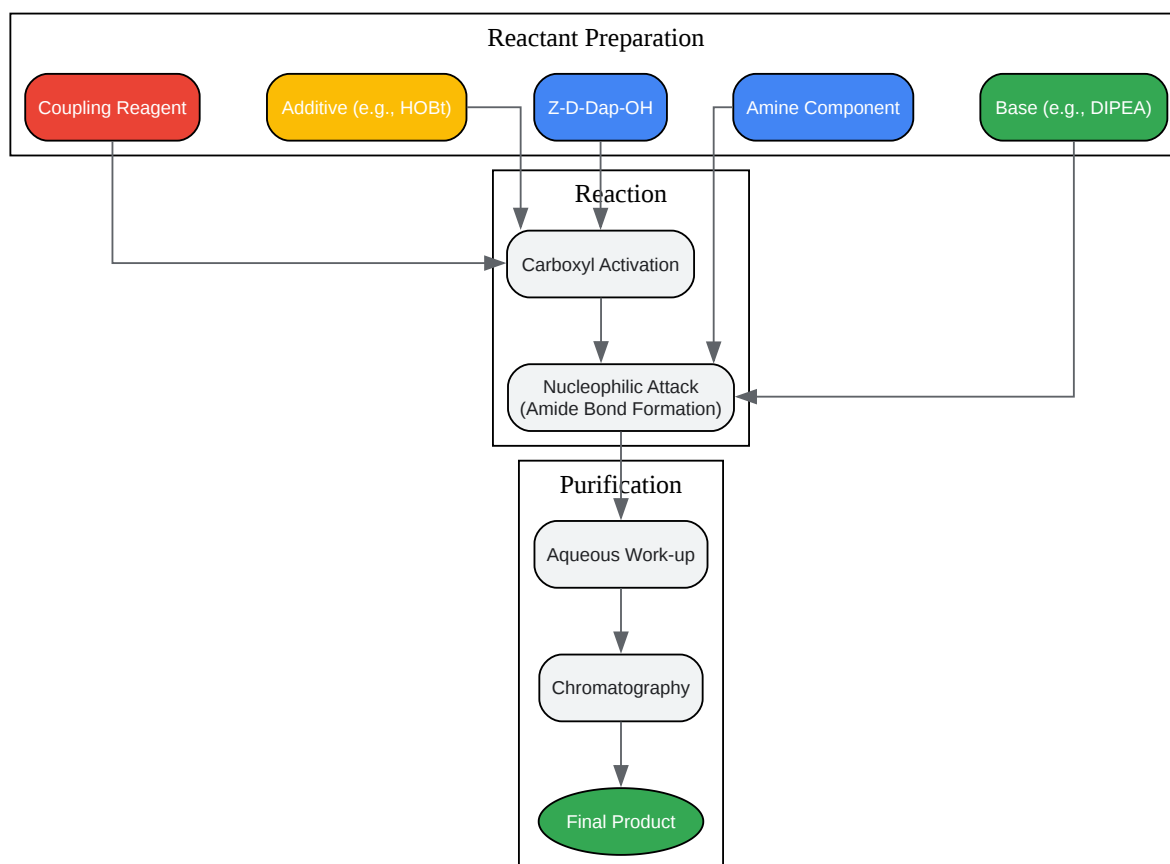 Reactant Preparation
Coupling Reagent
Additive (e.g., HOBt)
Z-D-Dap-OH
Amine Component
Base (e.g., DIPEA)
Reaction
Carboxyl Activation
Nucleophilic Attack
(Amide Bond Formation)
Purification
Aqueous Work-up
Chromatography
Final Product